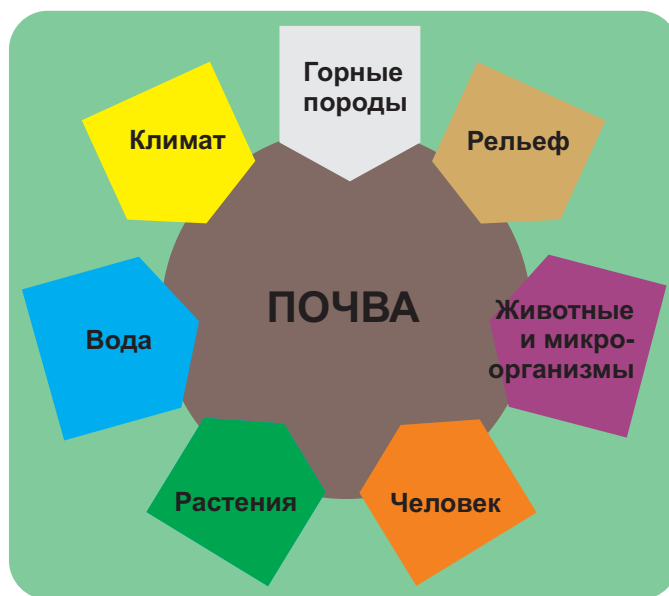 Горные
породы
Климат
Рельеф
ПОЧВА
Животные
и микро-
организмы
Вода
Растения
Человек